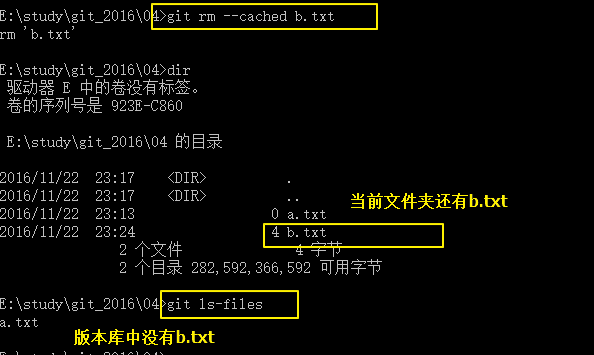 E:\study\git_2016\04>git rm --cached b.txt
rm 'b.txt'
E:\study\git_2016\04>dir
驱动器 E 中的卷没有标签。
卷的序列号是 923E-C860
E:\study\git_2016\04 的目录
2016/11/22 23:17 <DIR> .
2016/11/22 23:17 <DIR> ..
当前文件夹还有b.txt
2016/11/22 23:13 0 a.txt
2016/11/22 23:24 4 b.txt
2 个文件 4 字节
2 个目录 282,592,366,592 可用字节
E:\study\git_2016\04>git ls-files
a.txt
版本库中没有b.txt